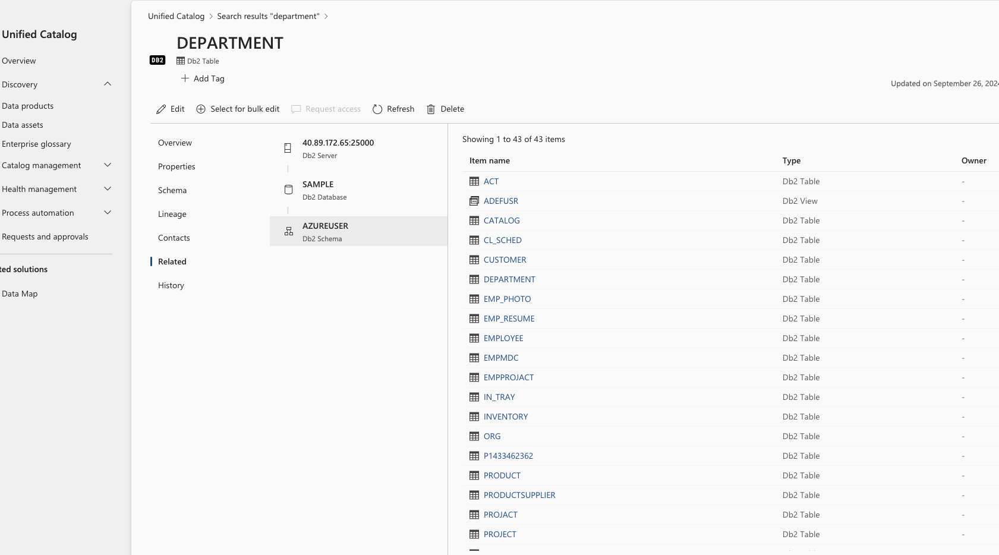 Unified Catalog > Search results "department" >
Unified Catalog
Overview
Discovery
Data products
Data assets
Enterprise glossary
Catalog management
Health management
Process automation
Requests and approvals
ted solutions
Data Map
DEPARTMENT
DB2
Db2 Table
Add Tag
Updated on September 26, 2024
Edit
Select for bulk edit
Request access
Refresh
Delete
Overview
Properties
Schema
Lineage
Contacts
Related
History
40.89.172.65:25000
Db2 Server
SAMPLE
Db2 Database
AZUREUSER
Db2 Schema
Showing 1 to 43 of 43 items
Item name Type Owner
ACT Db2 Table -
ADEFUSR Db2 View -
CATALOG Db2 Table -
CL_SCHED Db2 Table -
CUSTOMER Db2 Table -
DEPARTMENT Db2 Table -
EMP_PHOTO Db2 Table -
EMP_RESUME Db2 Table -
EMPLOYEE Db2 Table -
EMPMDC Db2 Table -
EMPPROJACT Db2 Table -
IN_TRAY Db2 Table -
INVENTORY Db2 Table -
ORG Db2 Table -
P1433462362 Db2 Table -
PRODUCT Db2 Table -
PRODUCTSUPPLIER Db2 Table -
PROJACT Db2 Table -
PROJECT Db2 Table -